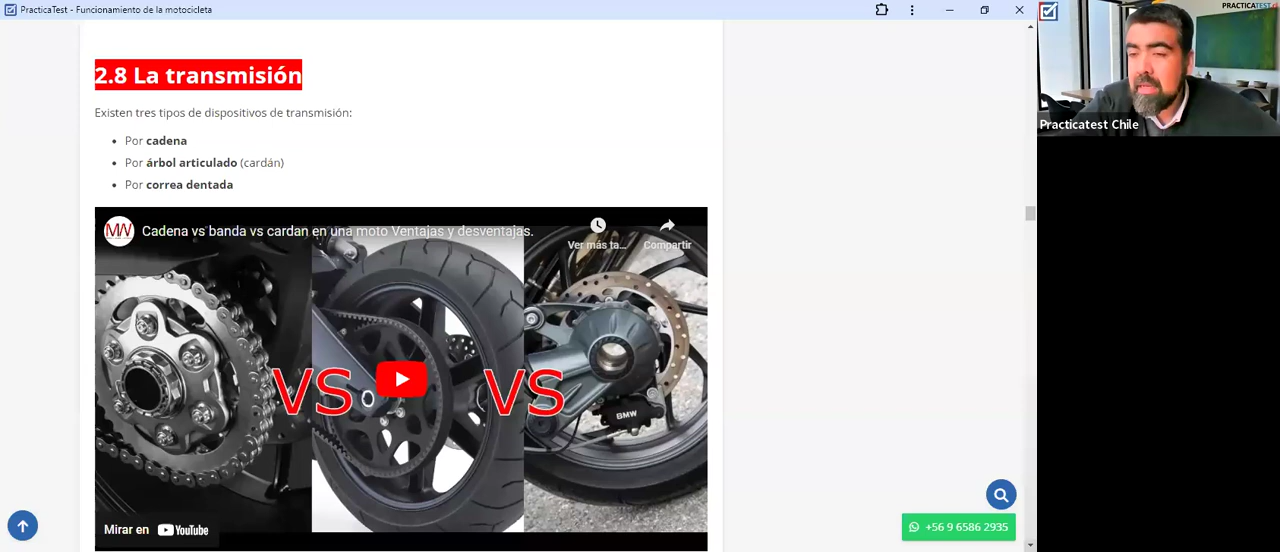 PracticaTest - Funcionamiento de la motocicleta
2.8 La transmisión
Existen tres tipos de dispositivos de transmisión:
Por cadena
Por árbol articulado (cardán)
Por correa dentada
MW
Cadena vs banda vs cardan en una moto Ventajas y desventajas.
Ver más ta...
Compartir
VS
VS
BMW
Mirar en YouTube
+56 9 6586 2935
PRACTICATEST
Practicatest Chile